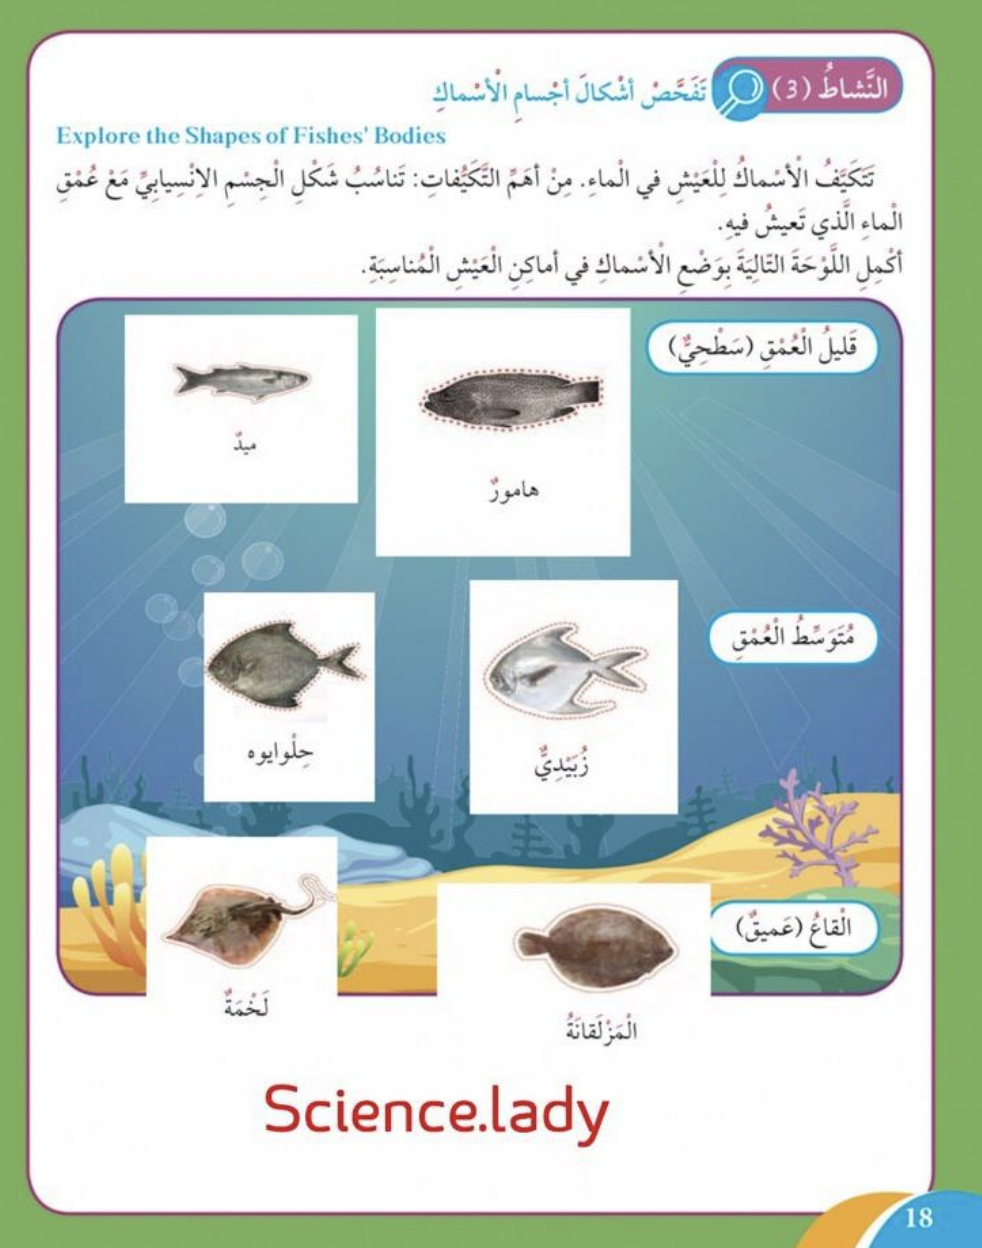 النَّشاطُ (3) تَفَحَّصْ أَشْكالَ أَجْسامِ الْأَسْماكِ
Explore the Shapes of Fishes' Bodies
تَتَكَيَّفُ الْأَسْماكُ لِلْعَيْشِ في الْماءِ. مِنْ أَهَمِّ التَّكَيُّفاتِ: تَناسُبُ شَكْلِ الْجِسْمِ الانْسِيابِيِّ مَعْ عُمْقِ
الْماءِ الَّذي تَعيشُ فيهِ.
أَكْمِلِ اللَّوْحَةَ التّالِيَةَ بِوَضْعِ الْأَسْماكِ في أَماكِنِ الْعَيْشِ الْمُناسِبَةِ.
قَليلُ الْعُمْقِ (سَطْحِيٌّ)
هامورٌ
ميدٌ
مُتَوَسِّطُ الْعُمْقِ
زُبَيْدِيٌّ
حِلْوايوه
الْقاعُ (عَميقٌ)
الْمَزْلَقانَةُ
لَخْمَةٌ
Science.lady
18